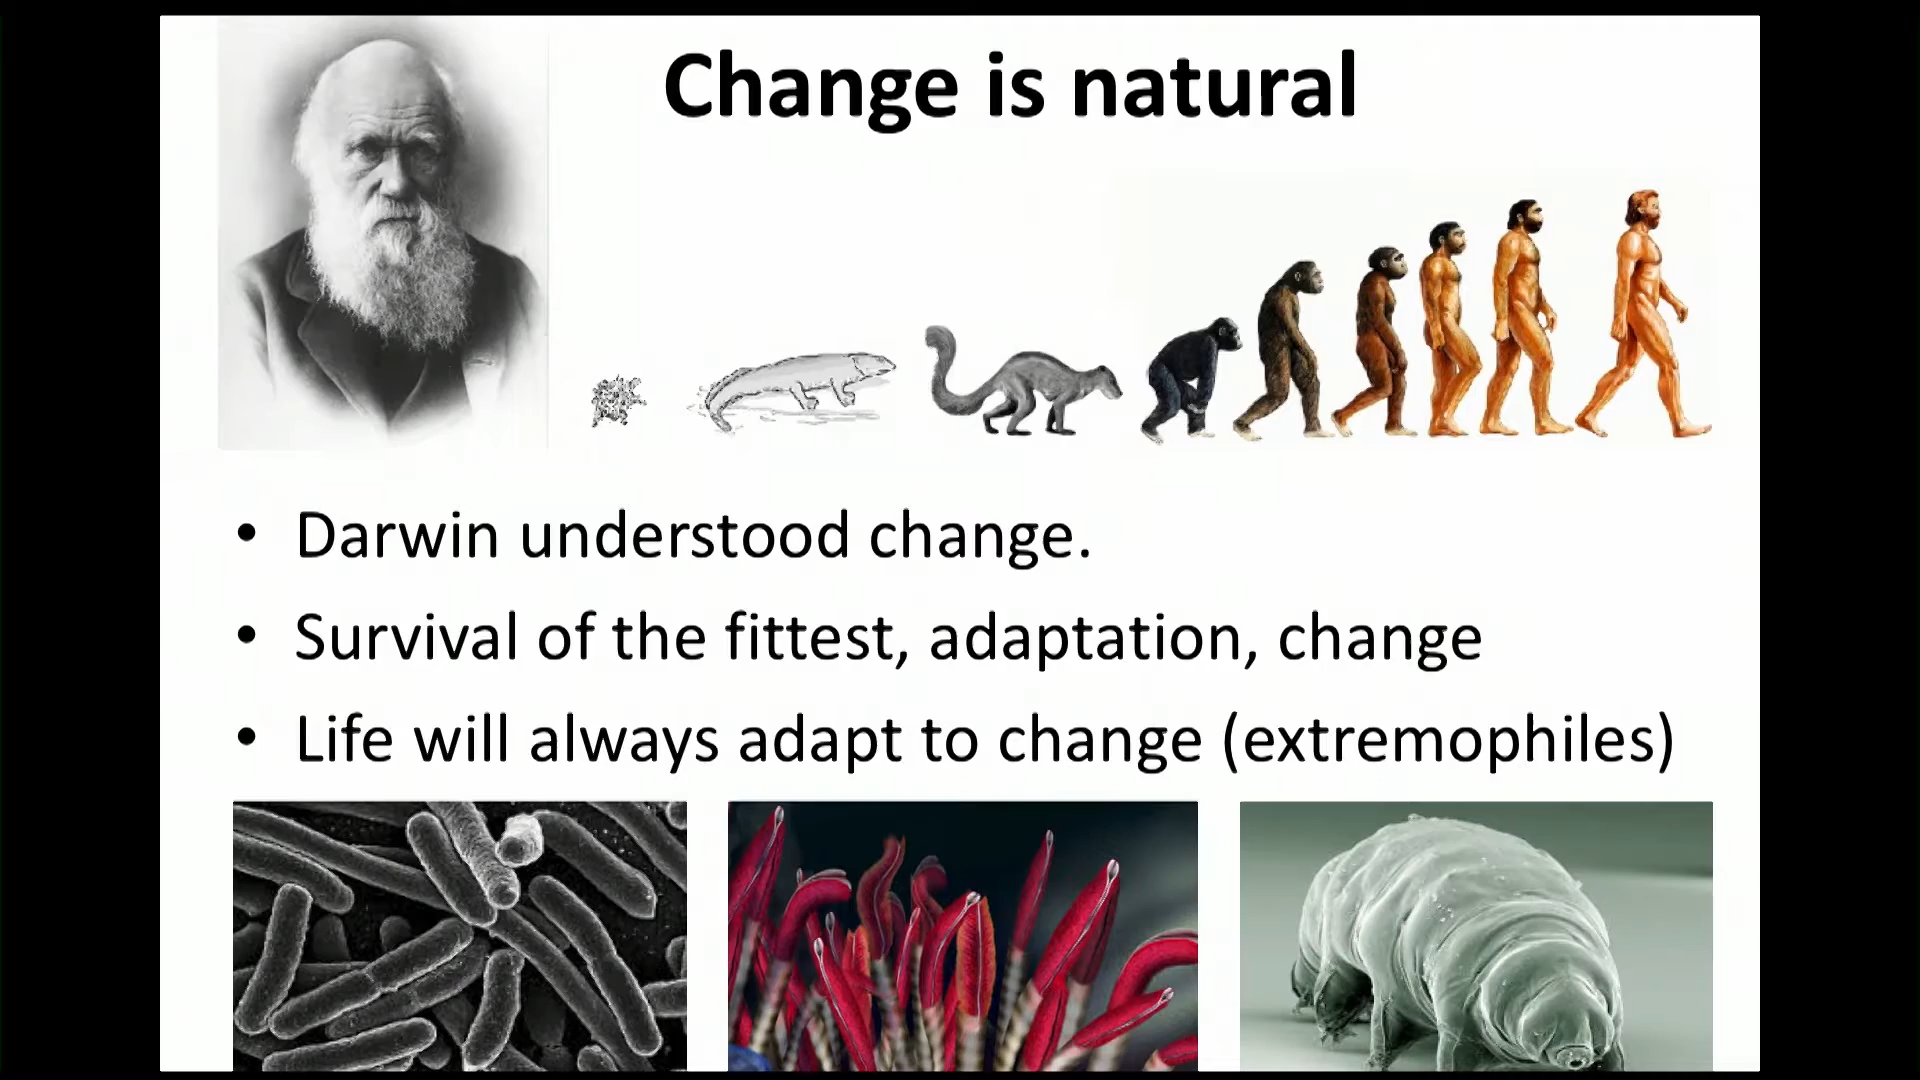 Change is natural
• Darwin understood change.
• Survival of the fittest, adaptation, change
• Life will always adapt to change (extremophiles)